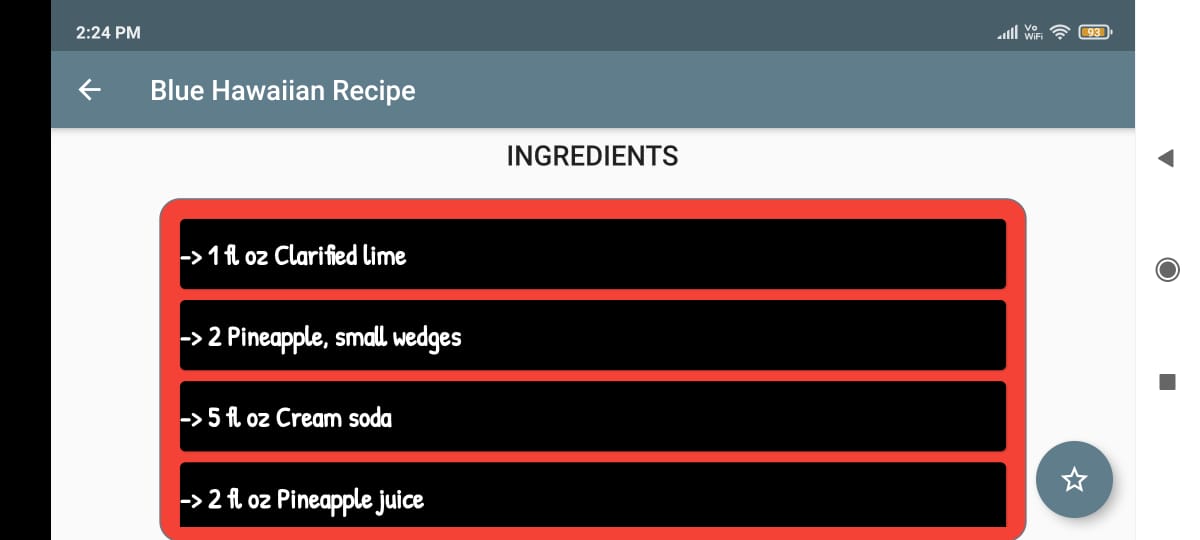 2:24 PM
Vo WiFi 93
Blue Hawaiian Recipe
INGREDIENTS
-> 1 fl oz Clarified lime
-> 2 Pineapple, small wedges
-> 5 fl oz Cream soda
-> 2 fl oz Pineapple juice